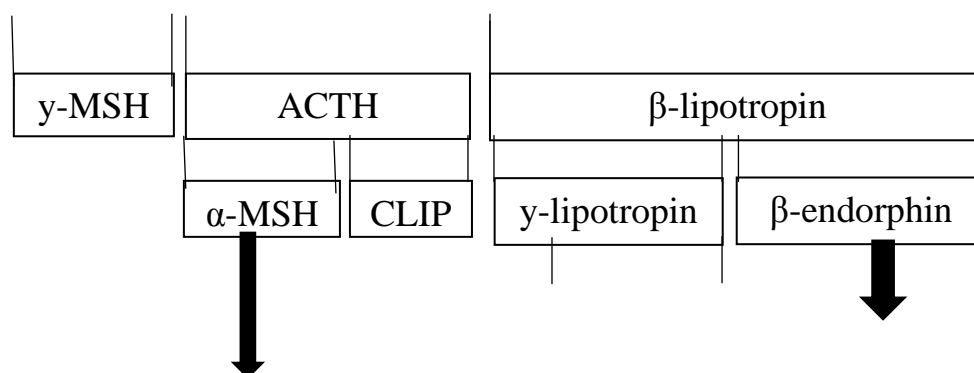 y-MSH ACTH β-lipotropin
α-MSH CLIP y-lipotropin β-endorphin